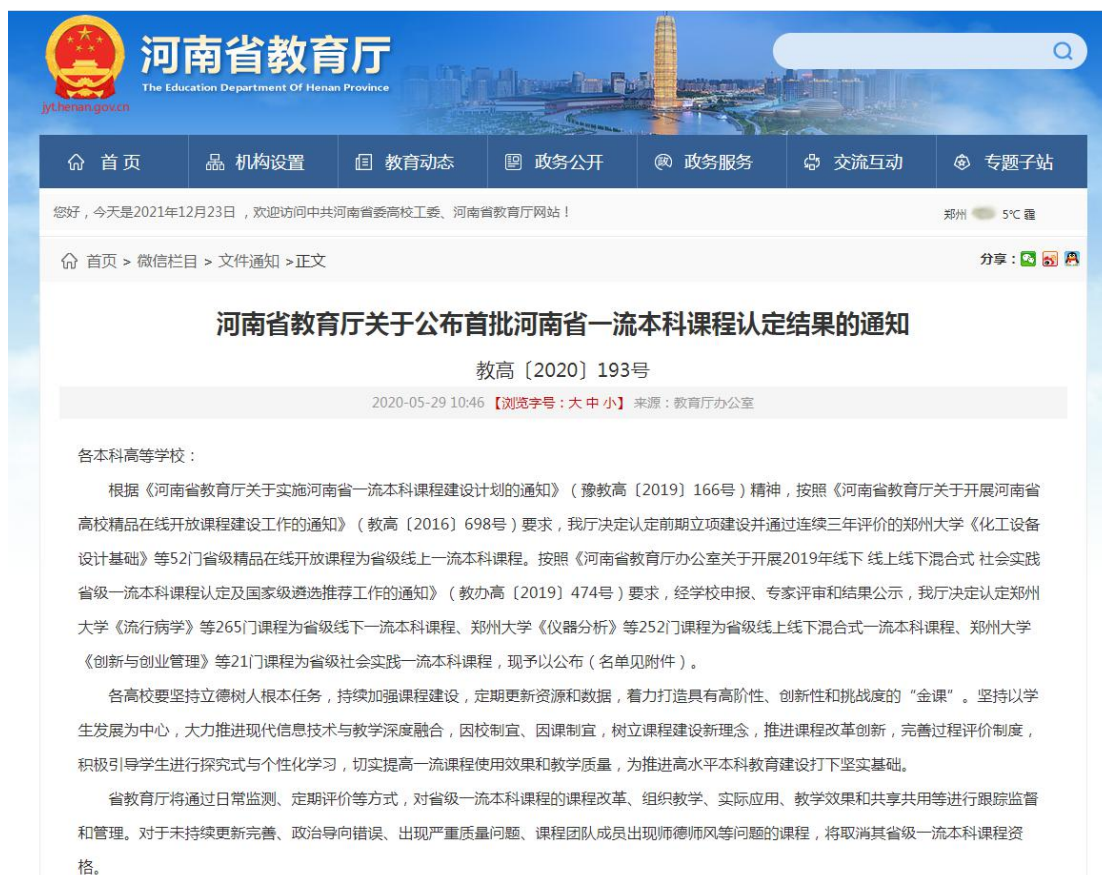 河南省教育厅
The Education Department Of Henan Province
jyt.henan.gov.cn
首 页 机构设置 教育动态 政务公开 政务服务 交流互动 专题子站
您好，今天是2021年12月23日 ，欢迎访问中共河南省委高校工委、河南省教育厅网站！ 郑州 5℃ 霾
首页 > 微信栏目 > 文件通知 >正文 分享：
河南省教育厅关于公布首批河南省一流本科课程认定结果的通知
教高〔2020〕193号
2020-05-29 10:46 【浏览字号：大 中 小】 来源：教育厅办公室
各本科高等学校：
根据《河南省教育厅关于实施河南省一流本科课程建设计划的通知》（豫教高〔2019〕166号）精神，按照《河南省教育厅关于开展河南省
高校精品在线开放课程建设工作的通知》（教高〔2016〕698号）要求，我厅决定认定前期立项建设并通过连续三年评价的郑州大学《化工设备
设计基础》等52门省级精品在线开放课程为省级线上一流本科课程。按照《河南省教育厅办公室关于开展2019年线下 线上线下混合式 社会实践
省级一流本科课程认定及国家级遴选推荐工作的通知》（教办高〔2019〕474号）要求，经学校申报、专家评审和结果公示，我厅决定认定郑州
大学《流行病学》等265门课程为省级线下一流本科课程、郑州大学《仪器分析》等252门课程为省级线上线下混合式一流本科课程、郑州大学
《创新与创业管理》等21门课程为省级社会实践一流本科课程，现予以公布（名单见附件）。
各高校要坚持立德树人根本任务，持续加强课程建设，定期更新资源和数据，着力打造具有高阶性、创新性和挑战度的“金课”。坚持以学
生发展为中心，大力推进现代信息技术与教学深度融合，因校制宜、因课制宜，树立课程建设新理念，推进课程改革创新，完善过程评价制度，
积极引导学生进行探究式与个性化学习，切实提高一流课程使用效果和教学质量，为推进高水平本科教育建设打下坚实基础。
省教育厅将通过日常监测、定期评价等方式，对省级一流本科课程的课程改革、组织教学、实际应用、教学效果和共享共用等进行跟踪监督
和管理。对于未持续更新完善、政治导向错误、出现严重质量问题、课程团队成员出现师德师风等问题的课程，将取消其省级一流本科课程资
格。